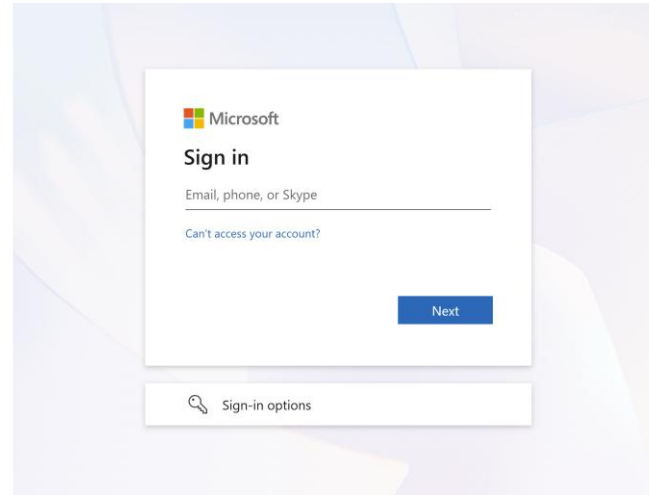 Microsoft
Sign in
Email, phone, or Skype
Can't access your account?
Next
Sign-in options